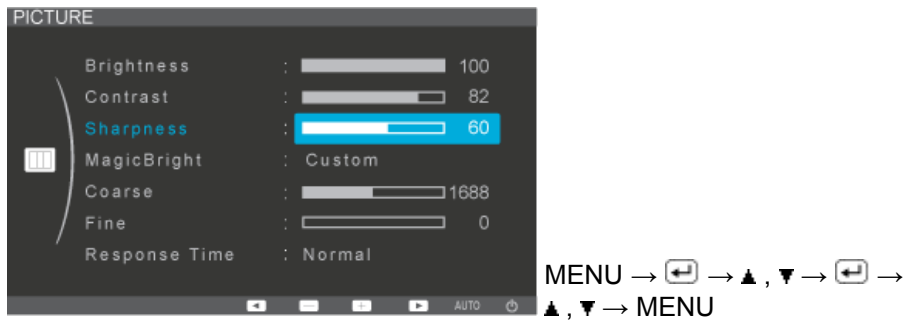 PICTURE
Brightness : 100
Contrast : 82
Sharpness : 60
MagicBright : Custom
Coarse : 1688
Fine : 0
Response Time : Normal
AUTO
MENU → → ▲ , ▼ → →
▲ , ▼ → MENU